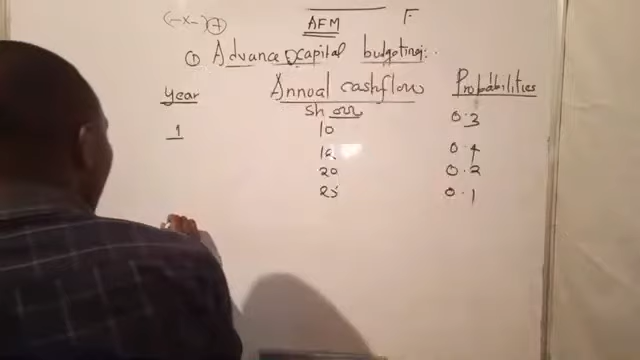 (-x-)(+) AFM F
① Advance capital budgeting:
Year Annual cashflow Probabilities
sh 000
1 10 0.3
0.4
20 0.2
25 0.1